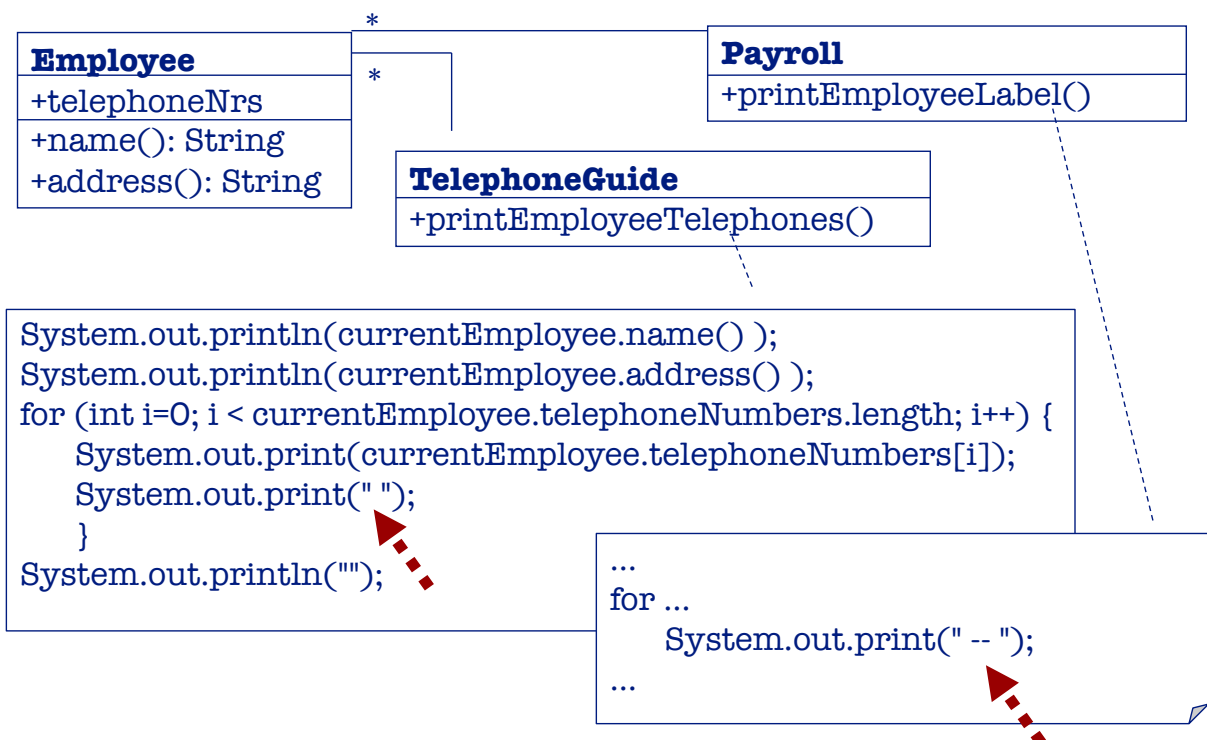 *
Employee
+telephoneNrs
+name(): String
+address(): String
*
Payroll
+printEmployeeLabel()
TelephoneGuide
+printEmployeeTelephones()
System.out.println(currentEmployee.name() );
System.out.println(currentEmployee.address() );
for (int i=0; i < currentEmployee.telephoneNumbers.length; i++) {
System.out.print(currentEmployee.telephoneNumbers[i]);
System.out.print(" ");
}
System.out.println("");
...
for ...
System.out.print(" -- ");
...